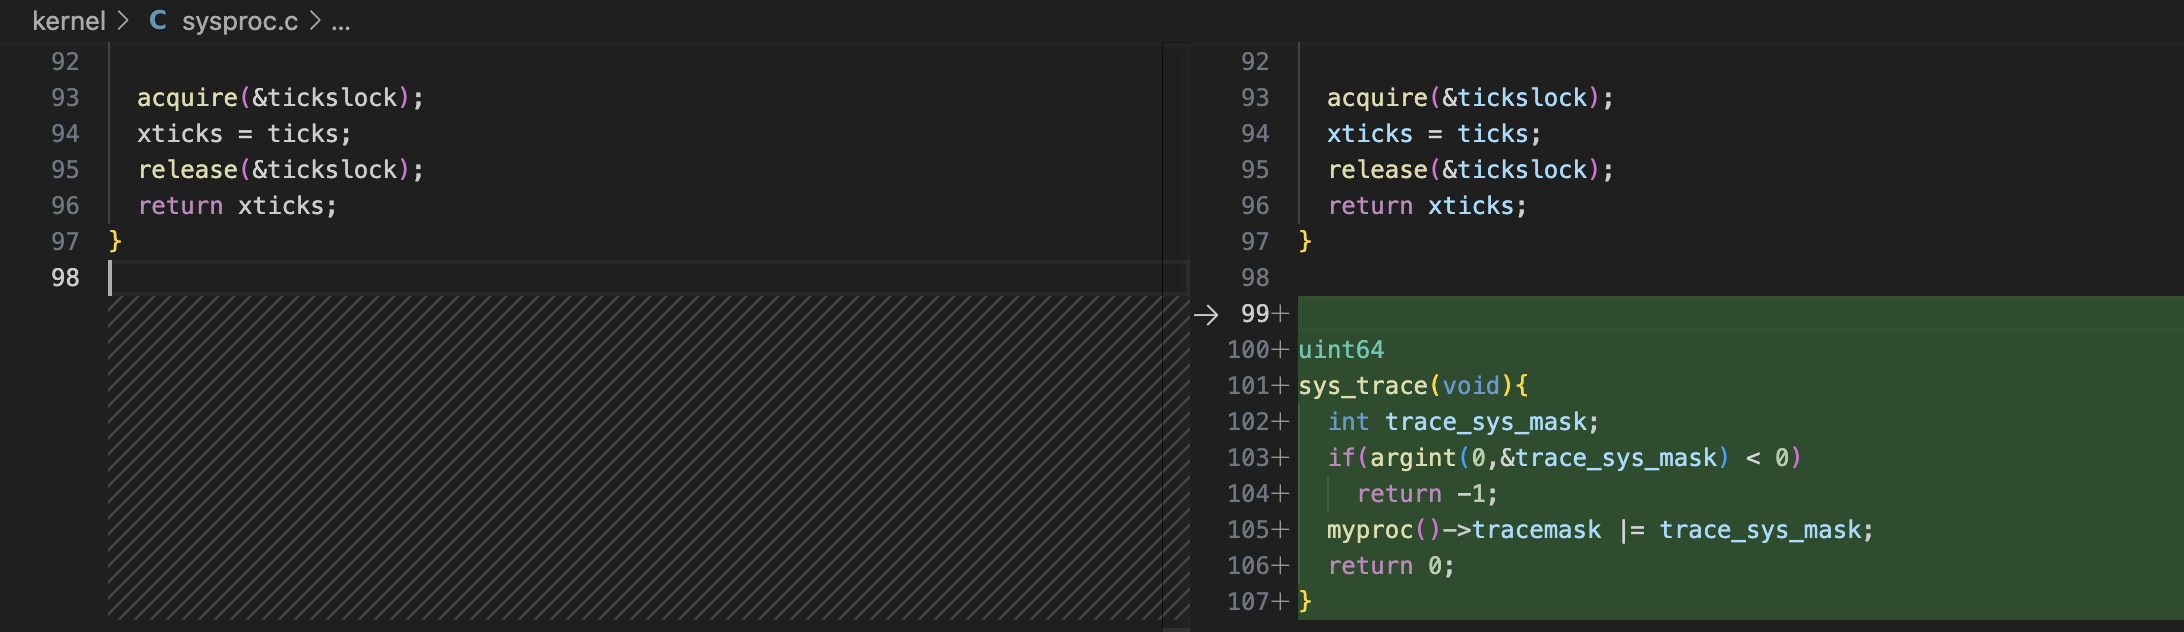 kernel > C sysproc.c > ...
92
93 acquire(&tickslock);
94 xticks = ticks;
95 release(&tickslock);
96 return xticks;
97 }
98
92
93 acquire(&tickslock);
94 xticks = ticks;
95 release(&tickslock);
96 return xticks;
97 }
98
→ 99+
100+ uint64
101+ sys_trace(void){
102+ int trace_sys_mask;
103+ if(argint(0,&trace_sys_mask) < 0)
104+ return -1;
105+ myproc()->tracemask |= trace_sys_mask;
106+ return 0;
107+ }